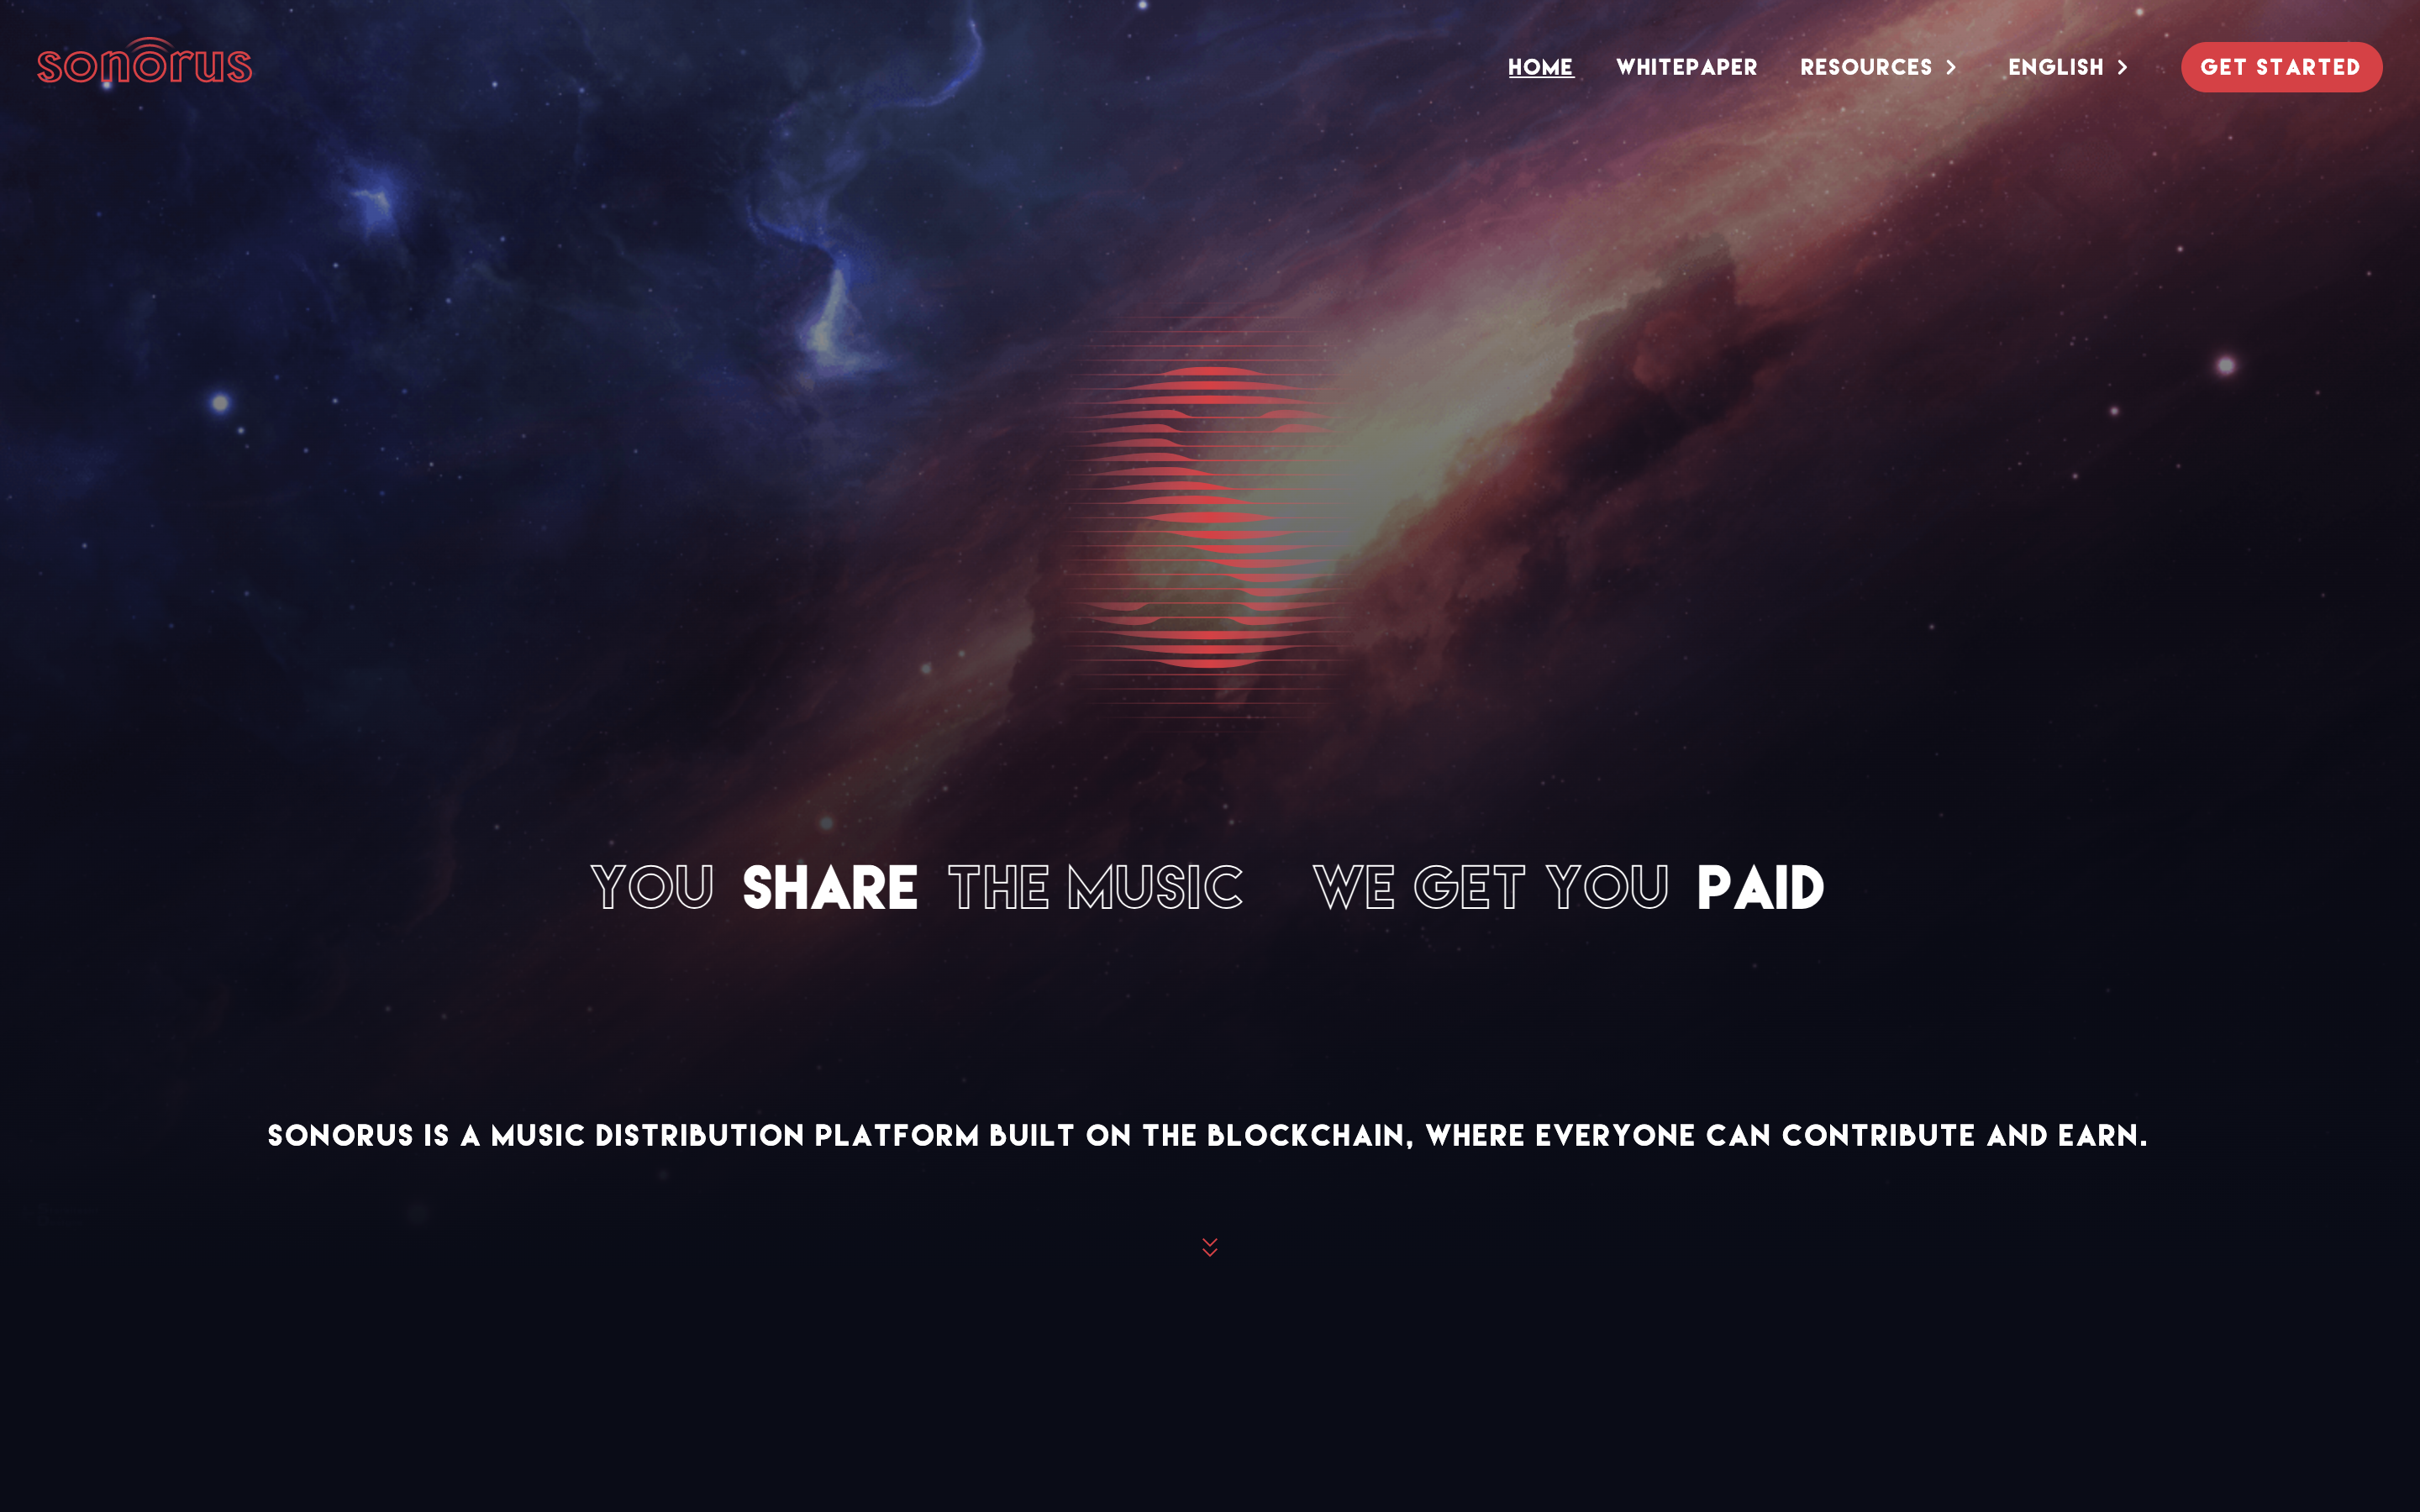 sonorus
HOME WHITEPAPER RESOURCES ENGLISH GET STARTED
YOU SHARE THE MUSIC WE GET YOU PAID
SONORUS IS A MUSIC DISTRIBUTION PLATFORM BUILT ON THE BLOCKCHAIN, WHERE EVERYONE CAN CONTRIBUTE AND EARN.